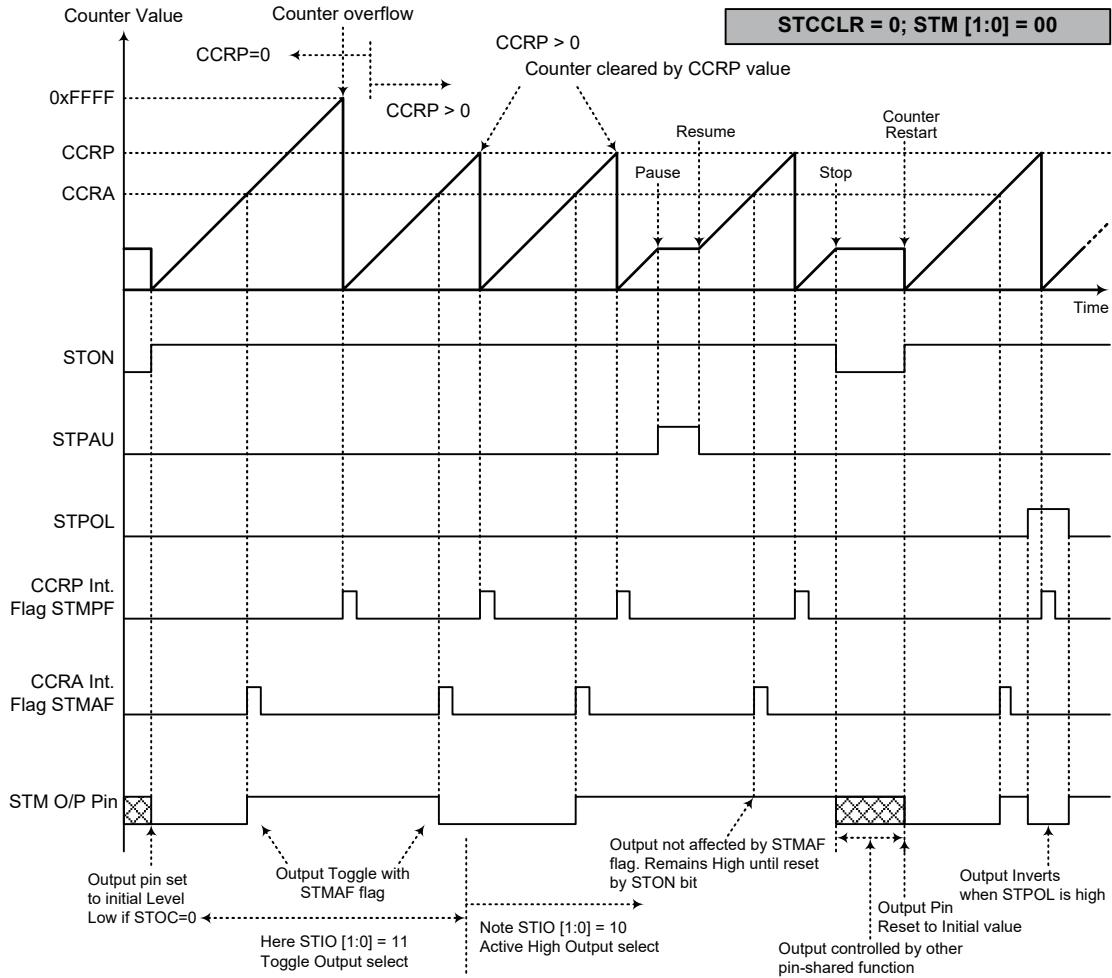 Counter Value
Counter overflow
STCCLR = 0; STM [1:0] = 00
CCRP=0
CCRP > 0
CCRP > 0
Counter cleared by CCRP value
0xFFFF
CCRP
CCRA
Pause
Resume
Stop
Counter
Restart
Time
STON
STPAU
STPOL
CCRP Int.
Flag STMPF
CCRA Int.
Flag STMAF
STM O/P Pin
Output pin set
to initial Level
Low if STOC=0
Output Toggle with
STMAF flag
Here STIO [1:0] = 11
Toggle Output select
Note STIO [1:0] = 10
Active High Output select
Output not affected by STMAF
flag. Remains High until reset
by STON bit
Output controlled by other
pin-shared function
Output Pin
Reset to Initial value
Output Inverts
when STPOL is high